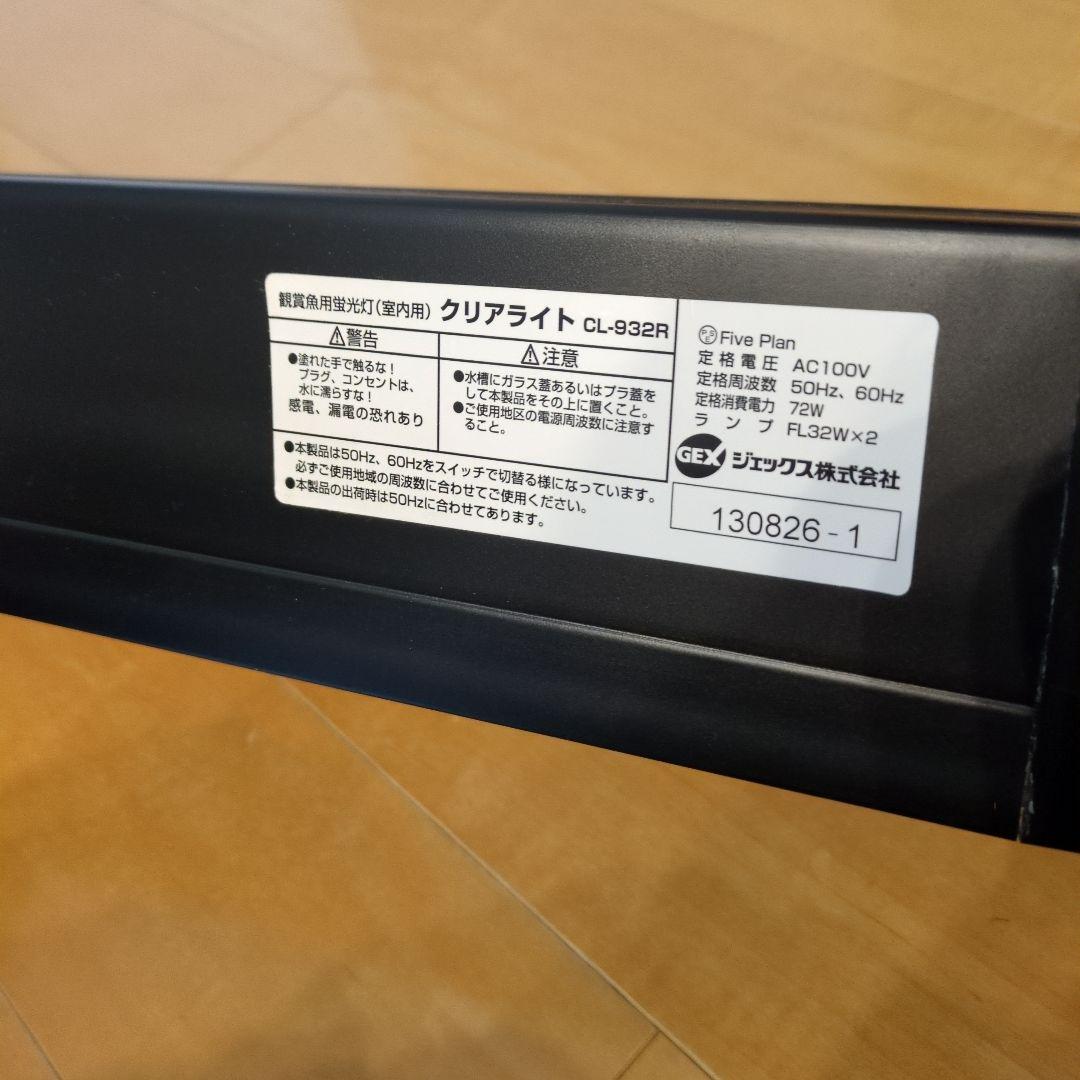 観賞魚用蛍光灯(室内用) クリアライト CL-932R
⚠警告
●塗れた手で触るな!
プラグ、コンセントは、
水に濡らすな!
感電、漏電の恐れあり
⚠注意
●水槽にガラス蓋あるいはプラ蓋を
して本製品をその上に置くこと。
●ご使用地区の電源周波数に注意す
ること。
●本製品は50Hz、60Hzをスイッチで切替る様になっています。
必ずご使用地域の周波数に合わせてご使用ください。
●本製品の出荷時は50Hzに合わせてあります。
PSE Five Plan
定格電圧 AC100V
定格周波数 50Hz、60Hz
定格消費電力 72W
ランプ FL32W×2
GEX ジェックス株式会社
130826-1